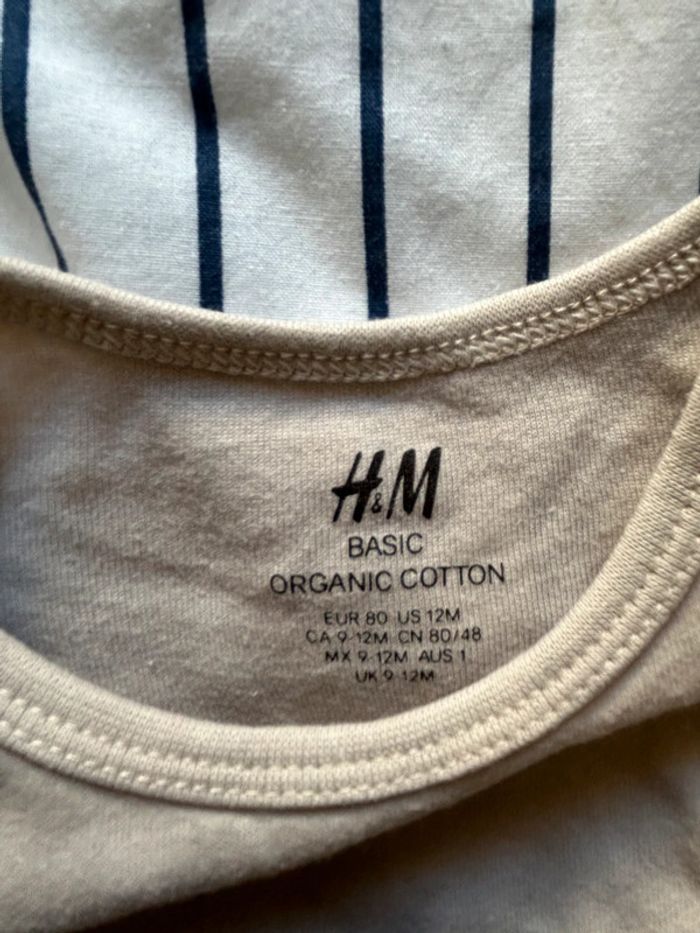 H&M
BASIC
ORGANIC COTTON
EUR 80 US 12M
CA 9-12M CN 80/48
MX 9-12M AUS 1
UK 9-12M